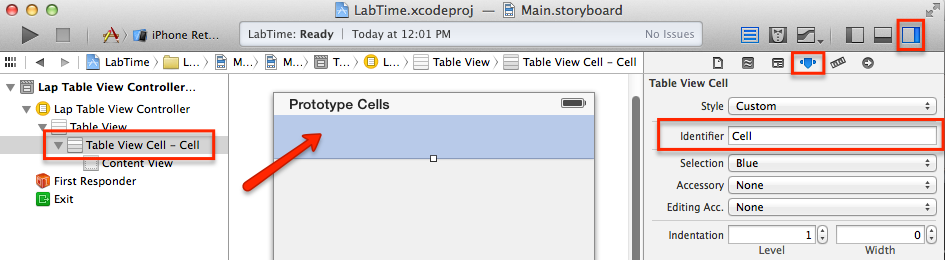 LabTime.xcodeproj — Main.storyboard
iPhone Ret...
LabTime: Ready | Today at 12:01 PM
No Issues
LabTime
L...
M...
M...
T...
L...
Table View
Table View Cell – Cell
Lap Table View Controller...
Lap Table View Controller
Table View
Table View Cell – Cell
Content View
First Responder
Exit
Prototype Cells
Table View Cell
Style Custom
Identifier Cell
Selection Blue
Accessory None
Editing Acc. None
Indentation 1 0
Level Width